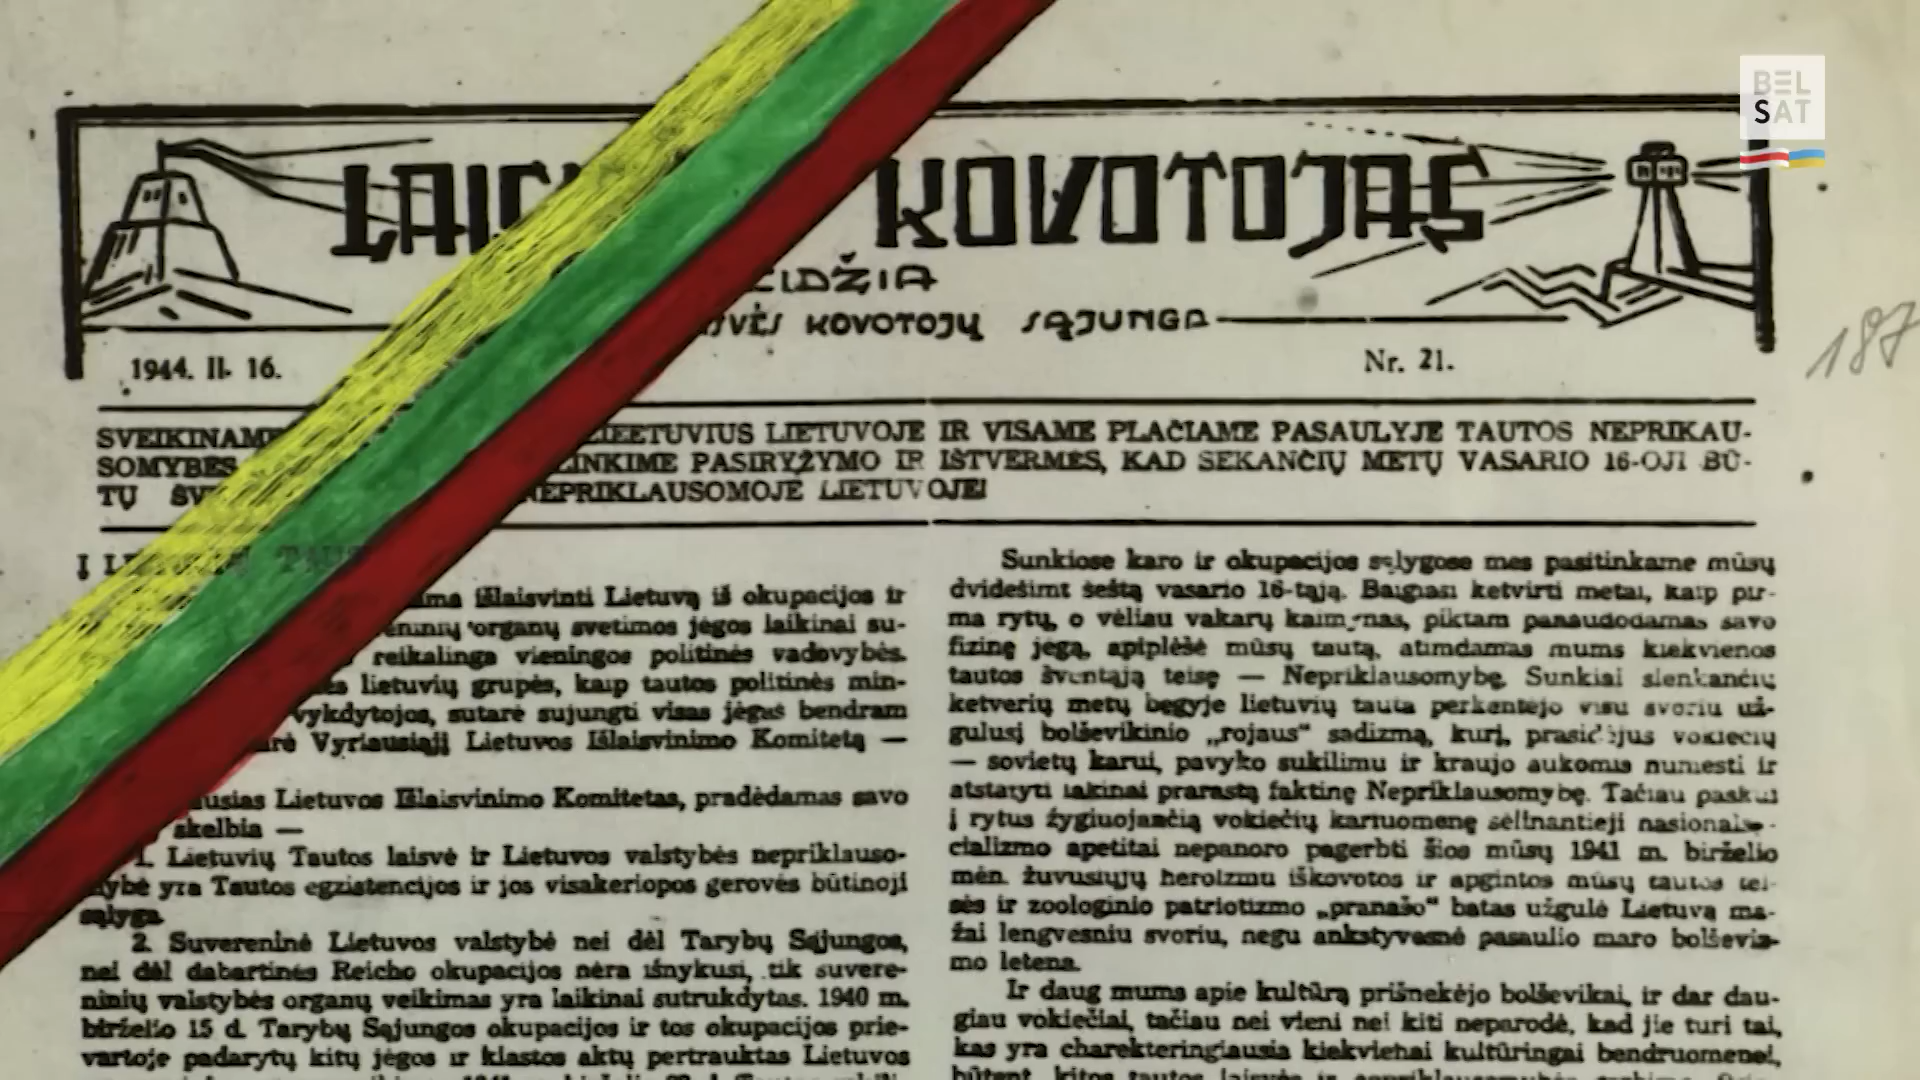 BEL
SAT
KOVOTOJAS
KOVOTOJŲ SĄJUNGA
1944. II. 16.
Nr. 21.
187
LIETUVOJE IR VISAME PLAČIAME PASAULYJE TAUTOS NEPRIKAU-
SOMYBĖS LINKIME PASIRYŽYMO IR IŠTVERMĖS, KAD SEKANČIŲ METŲ VASARIO 16-OJI BŪ-
TŲ NEPRIKLAUSOMOJE LIETUVOJE!
išlaisvinti Lietuvą iš okupacijos ir
organų svetimos jėgos laikinai su-
reikalinga vieningos politinės vadovybės.
lietuvių grupės, kaip tautos politinės min-
vykdytojos, sutarė sujungti visas jėgas bendram
Vyriausiąjį Lietuvos Išlaisvinimo Komitetą —
Lietuvos Išlaisvinimo Komitetas, pradėdamas savo
skelbia —
1. Lietuvių Tautos laisvė ir Lietuvos valstybės nepriklauso-
mybė yra Tautos egzistencijos ir jos visakeriopos gerovės būtinoji
sąlyga.
2. Suvereninė Lietuvos valstybė nei dėl Tarybų Sąjungos,
nei dėl dabartinės Reicho okupacijos nėra išnykusi, tik suvere-
ninių valstybės organų veikimas yra laikinai sutrukdytas. 1940 m.
birželio 15 d. Tarybų Sąjungos okupacijos ir tos okupacijos prie-
vartoje padarytų kitų jėgos ir klastos aktų pertrauktas Lietuvos
Sunkiose karo ir okupacijos sąlygose mes pasitinkame mūsų
dvidešimt šeštą vasario 16-tąją. Baigiasi ketvirti metai, kaip pir-
ma rytų, o vėliau vakarų kaimynas, piktam panaudodamas savo
fizinę jėgą, apiplėšė mūsų tautą, atimdamas mums kiekvienos
tautos šventąją teisę — Nepriklausomybę. Sunkiai slenkančių
ketverių metų bėgyje lietuvių tauta perkentėjo visu svoriu už-
gulusį bolševikinio „rojaus“ sadizmą, kurį, prasidėjus vokiečių
— sovietų karui, pavyko sukilimu ir kraujo aukomis numesti ir
atstatyti laikinai prarastą faktinę Nepriklausomybę. Tačiau paskui
į rytus žygiuojančią vokiečių kariuomenę sėlinantieji nasionalso-
cializmo apetitai nepanoro pagerbti šios mūsų 1941 m. birželio
mėn. žuvusiųjų heroizmu iškovotos ir apgintos mūsų tautos tei-
sės ir zoologinio patriotizmo „pranašo“ batas užgulė Lietuvą ma-
žai lengvesniu svoriu, negu ankstyvesnė pasaulio maro bolševiz-
mo letena.
Ir daug mums apie kultūrą prišnekėjo bolševikai, ir dar dau-
giau vokiečiai, tačiau nei vieni nei kiti neparodė, kad jie turi tai,
kas yra charekteringiausia kiekvienai kultūringai bendruomenei,
būtent, kitos tautos laisvės ir